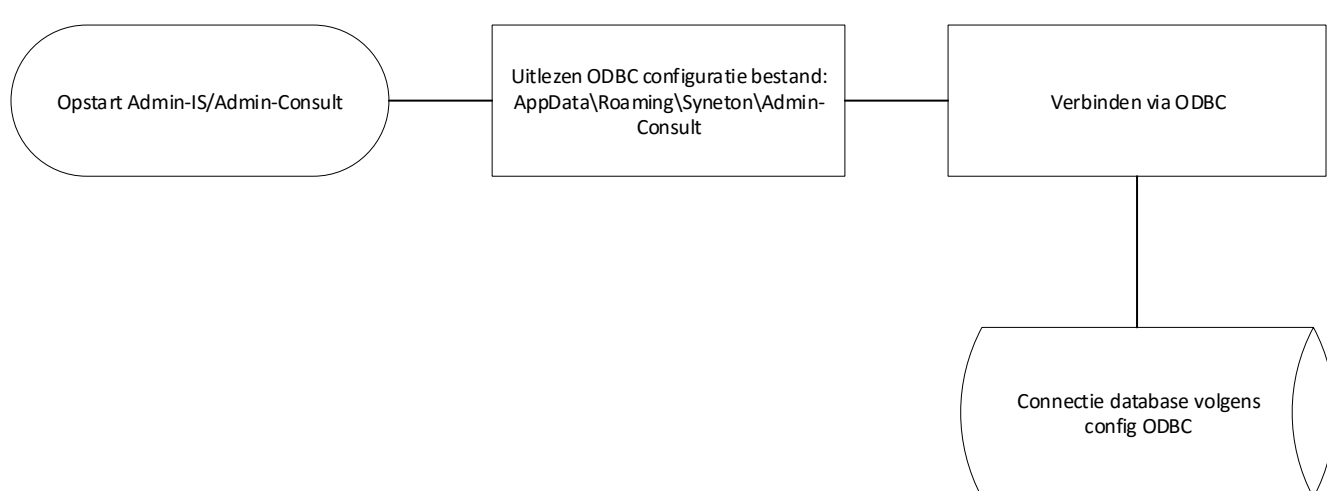 Opstart Admin-IS/Admin-Consult
Uitlezen ODBC configuratie bestand:
AppData\Roaming\Syneton\Admin-
Consult
Verbinden via ODBC
Connectie database volgens
config ODBC